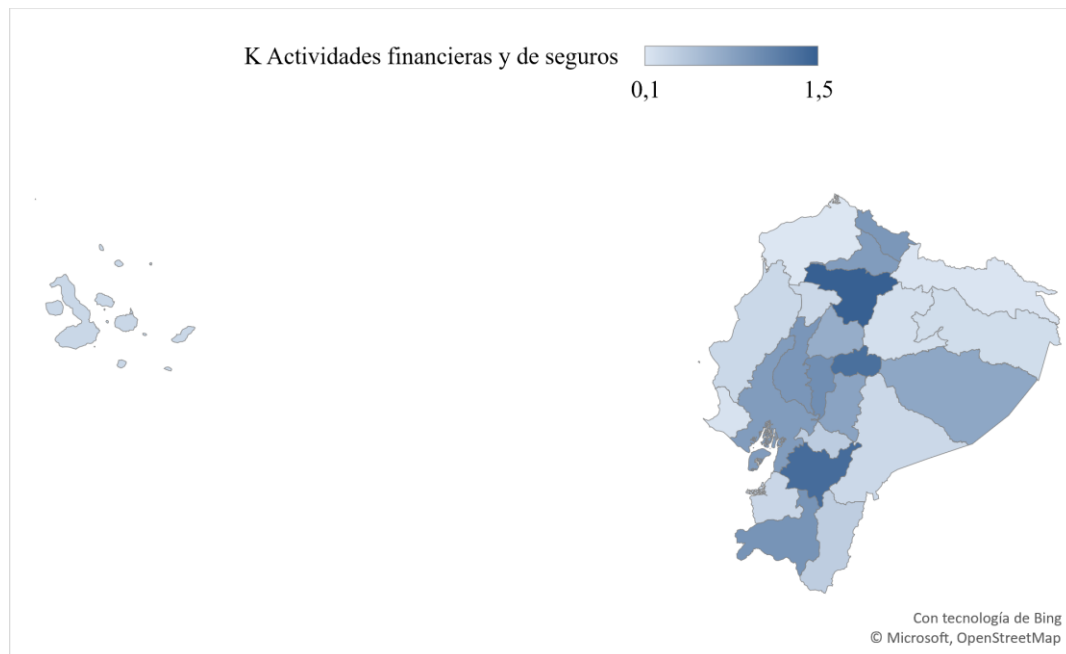 K Actividades financieras y de seguros
0,1 1,5
Con tecnología de Bing
© Microsoft, OpenStreetMap